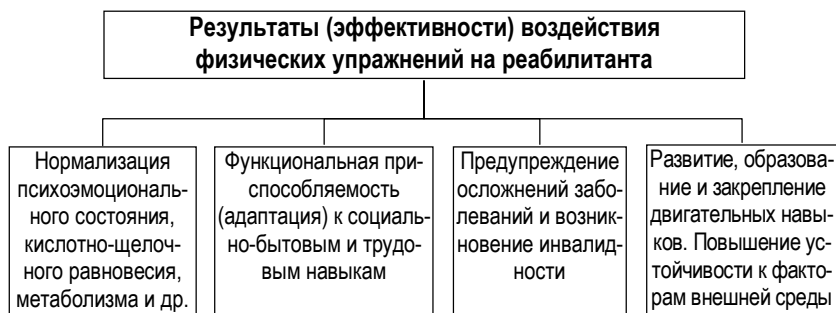 Результаты (эффективности) воздействия
физических упражнений на реабилитанта
Нормализация
психоэмоциональ-
ного состояния,
кислотно-щелоч-
ного равновесия,
метаболизма и др.
Функциональная при-
способляемость
(адаптация) к социаль-
но-бытовым и трудо-
вым навыкам
Предупреждение
осложнений забо-
леваний и возник-
новение инвалид-
ности
Развитие, образова-
ние и закрепление
двигательных навы-
ков. Повышение ус-
тойчивости к факто-
рам внешней среды